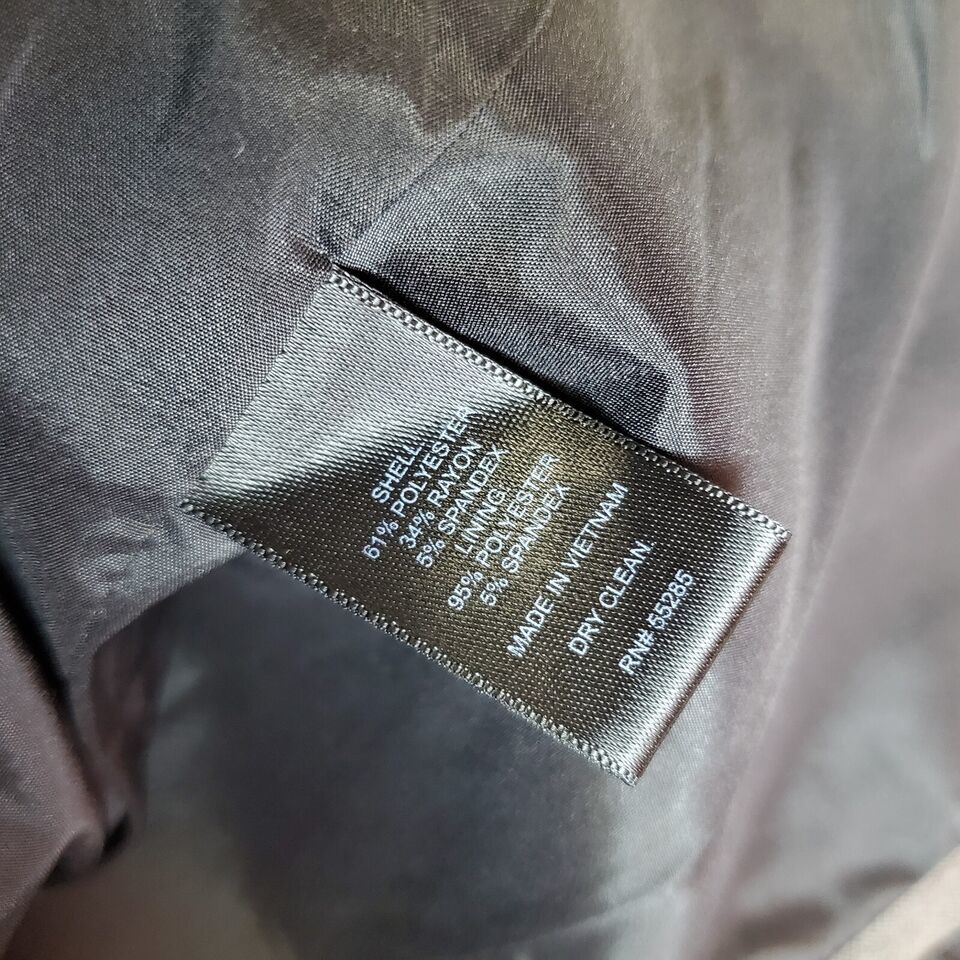 SHELL
61% POLYESTER
34% RAYON
5% SPANDEX
LINING
95% POLYESTER
5% SPANDEX
MADE IN VIETNAM
DRY CLEAN
RN# 55285